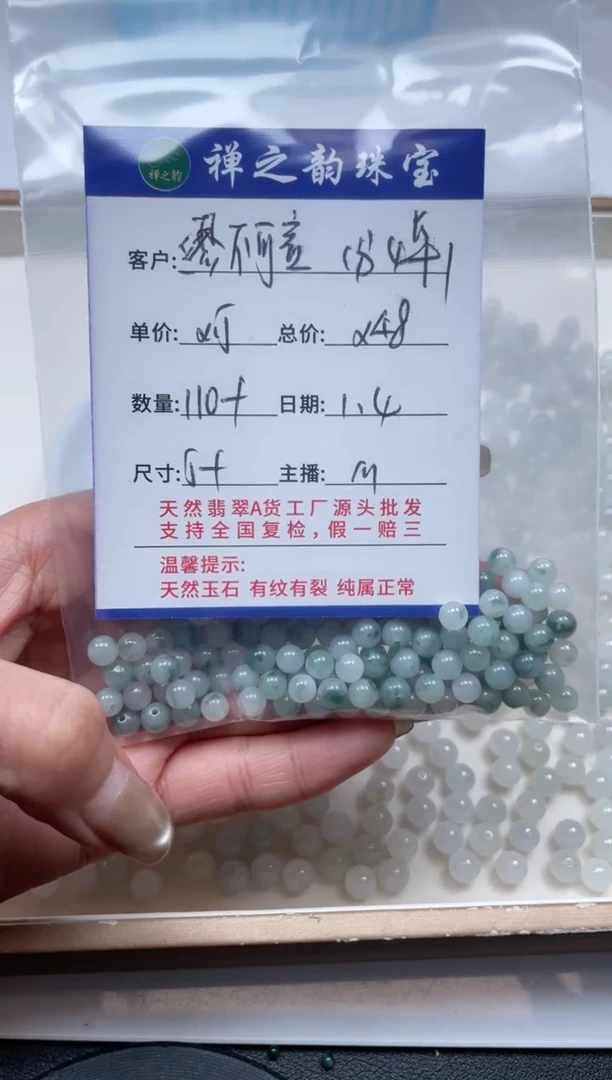 禅之韵
禅之韵珠宝
客户:
单价: 总价: 248
数量:110+ 日期:1.4
尺寸:5+ 主播: M
天然翡翠A货工厂源头批发
支持全国复检,假一赔三
温馨提示:
天然玉石 有纹有裂 纯属正常